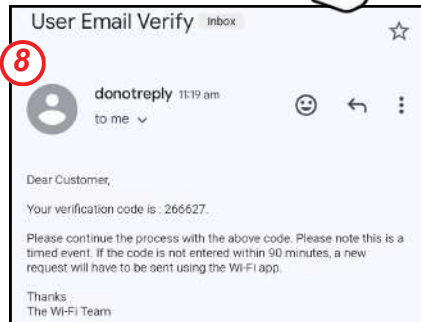 User Email Verify Inbox
8
donotreply 11:19 am
to me
Dear Customer,
Your verification code is : 266627.
Please continue the process with the above code. Please note this is a
timed event. If the code is not entered within 90 minutes, a new
request will have to be sent using the Wi-Fi app.
Thanks
The Wi-Fi Team